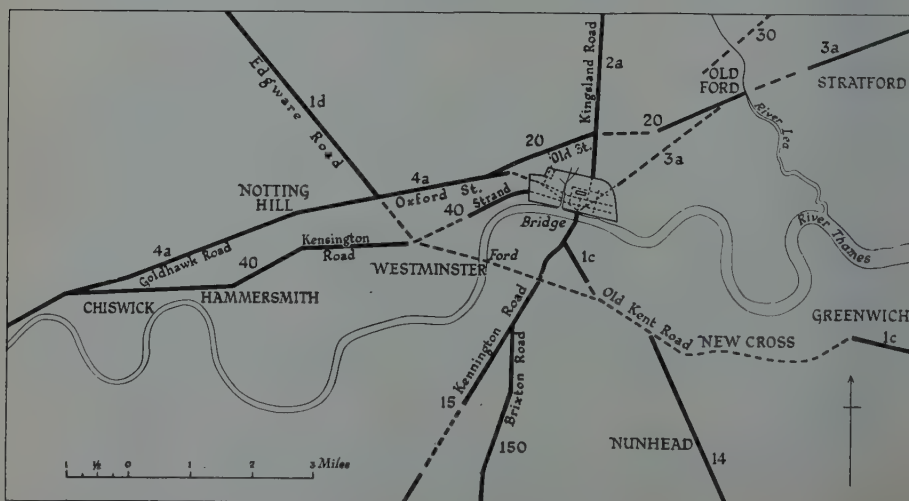 30
3a
Kingsland Road
2a
OLD
FORD
STRATFORD
Edgware Road
1d
20
20
River Lea
Old St.
3a
4a
Oxford St.
NOTTING
HILL
40
Strand
Bridge
River Thames
Kensington
Road
4a
Goldhawk Road
40
WESTMINSTER
Ford
1c
CHISWICK
HAMMERSMITH
Old Kent Road
GREENWICH
1c
NEW CROSS
Kennington Road
Brixton Road
15
150
NUNHEAD
14
1 ½ 0 1 2 3 Miles